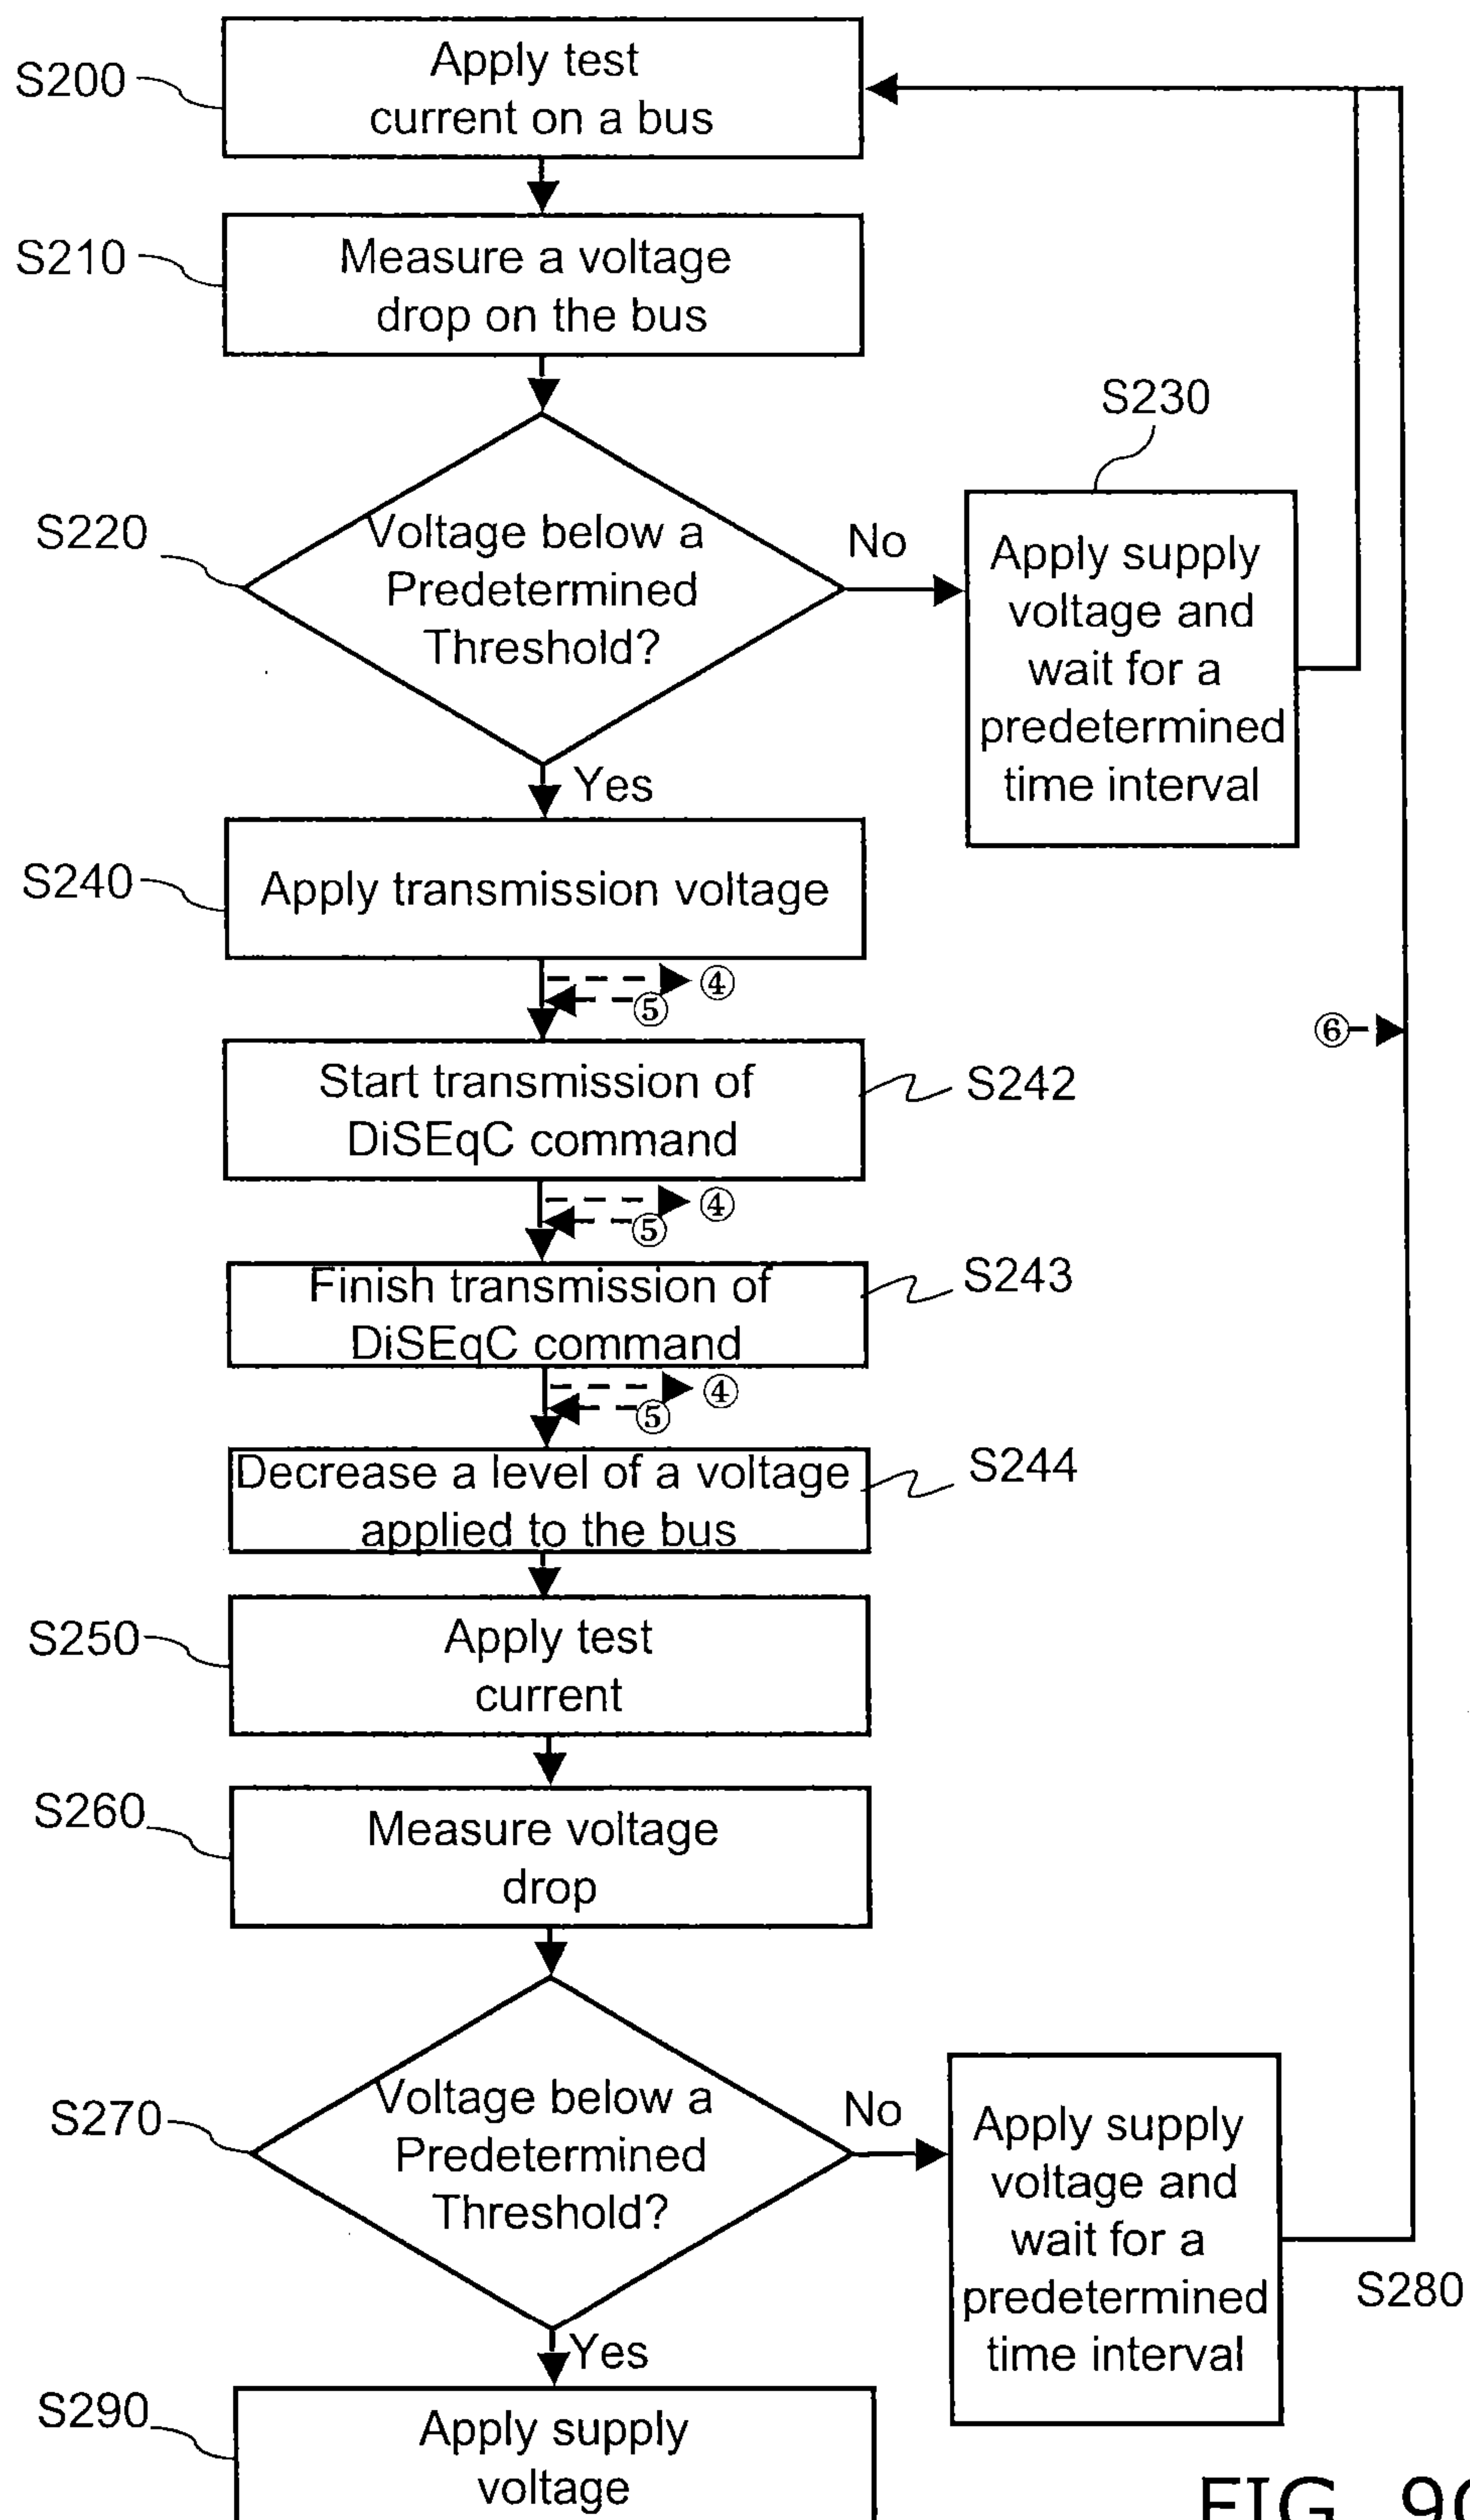 S200
Apply test
current on a bus
S210
Measure a voltage
drop on the bus
S220
Voltage below a
Predetermined
Threshold?
No
S230
Apply supply
voltage and
wait for a
predetermined
time interval
Yes
S240
Apply transmission voltage
④
⑤
⑥
Start transmission of
DiSEqC command
S242
④
⑤
Finish transmission of
DiSEqC command
S243
④
⑤
Decrease a level of a voltage
applied to the bus
S244
S250
Apply test
current
S260
Measure voltage
drop
S270
Voltage below a
Predetermined
Threshold?
No
Apply supply
voltage and
wait for a
predetermined
time interval
S280
Yes
S290
Apply supply
voltage
FIG.